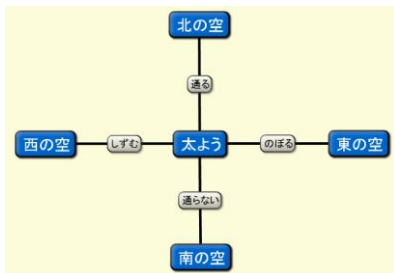 北の空
通る
西の空
しずむ
太よう
のぼる
東の空
通らない
南の空